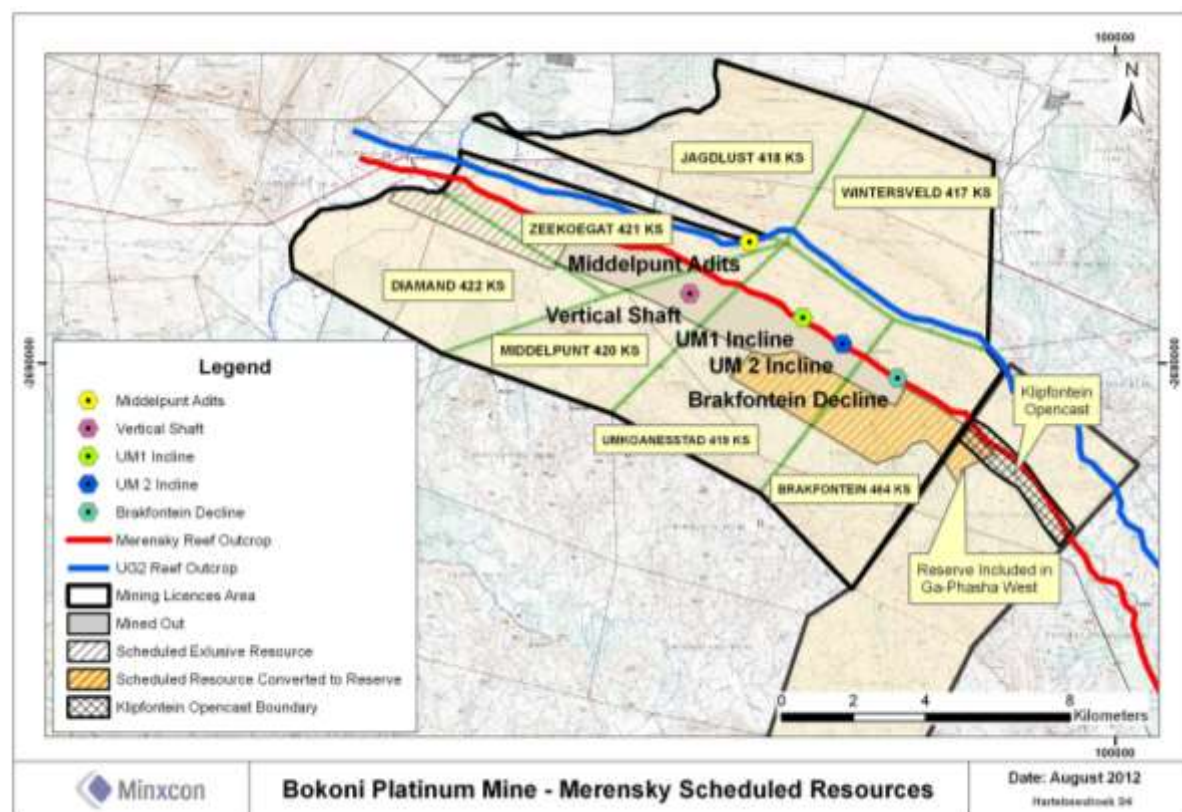 100000
N
JAGDLUST 418 KS
WINTERSVELD 417 KS
ZEEKOEGAT 421 KS
Middelpunt Adits
DIAMAND 422 KS
Vertical Shaft
UM1 Incline
MIDDELPUNT 420 KS
UM 2 Incline
Brakfontein Decline
Klipfontein
Opencast
UMKOANESSTAD 419 KS
BRAKFONTEIN 464 KS
Reserve Included in
Ga-Phasha West
-2690000
-2690000
Legend
Middelpunt Adits
Vertical Shaft
UM1 Incline
UM 2 Incline
Brakfontein Decline
Merensky Reef Outcrop
UG2 Reef Outcrop
Mining Licences Area
Mined Out
Scheduled Exlusive Resource
Scheduled Resource Converted to Reserve
Klipfontein Opencast Boundary
0 2 4 8
Kilometers
100000
Minxcon
Bokoni Platinum Mine - Merensky Scheduled Resources
Date: August 2012